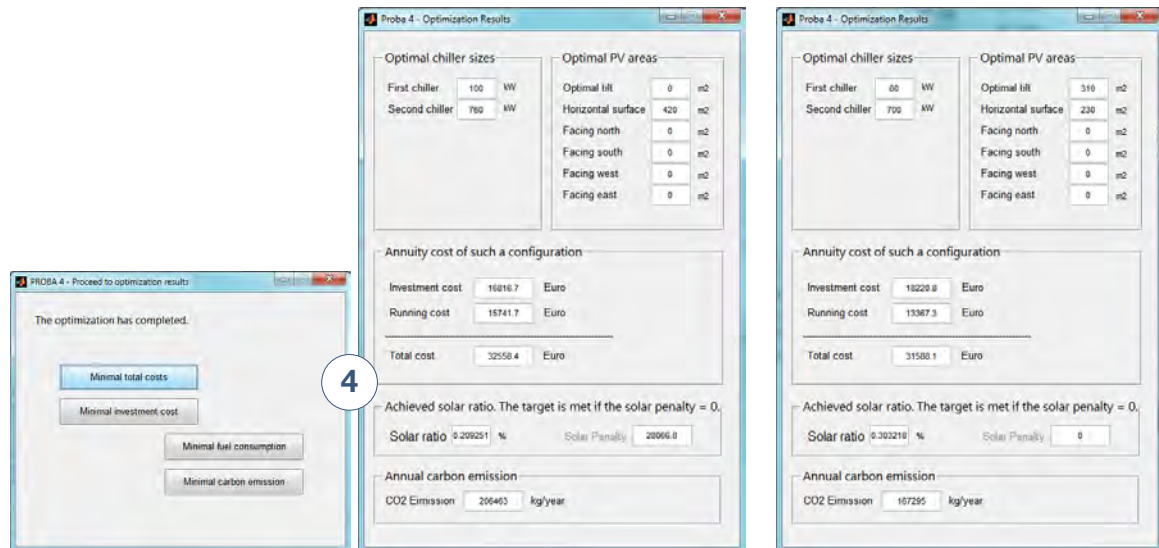 PROBA 4 - Proceed to optimization results
The optimization has completed.
Minimal total costs
Minimal investment cost
Minimal fuel consumption
Minimal carbon emission
4
Proba 4 - Optimization Results
Optimal chiller sizes
First chiller 100 kW
Second chiller 760 kW
Optimal PV areas
Optimal tilt 0 m2
Horizontal surface 420 m2
Facing north 0 m2
Facing south 0 m2
Facing west 0 m2
Facing east 0 m2
Annuity cost of such a configuration
Investment cost 16816.7 Euro
Running cost 15741.7 Euro
Total cost 32558.4 Euro
Achieved solar ratio. The target is met if the solar penalty = 0.
Solar ratio 0.209251 % Solar Penalty 28066.8
Annual carbon emission
CO2 Eimission 206463 kg/year
Proba 4 - Optimization Results
Optimal chiller sizes
First chiller 80 kW
Second chiller 700 kW
Optimal PV areas
Optimal tilt 310 m2
Horizontal surface 230 m2
Facing north 0 m2
Facing south 0 m2
Facing west 0 m2
Facing east 0 m2
Annuity cost of such a configuration
Investment cost 18220.8 Euro
Running cost 13367.3 Euro
Total cost 31588.1 Euro
Achieved solar ratio. The target is met if the solar penalty = 0.
Solar ratio 0.303218 % Solar Penalty 0
Annual carbon emission
CO2 Eimission 167295 kg/year